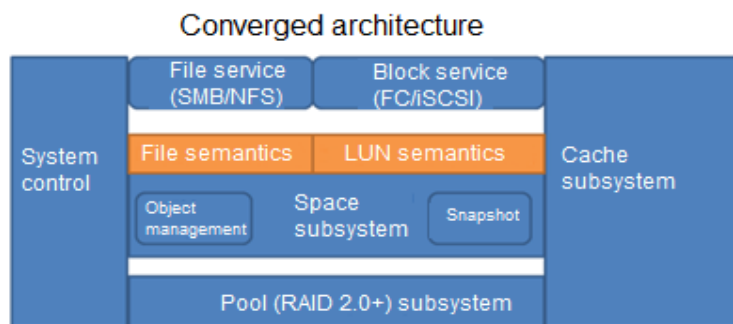 Converged architecture
File service
(SMB/NFS)
Block service
(FC/iSCSI)
System
control
File semantics
LUN semantics
Cache
subsystem
Object
management
Space
subsystem
Snapshot
Pool (RAID 2.0+) subsystem